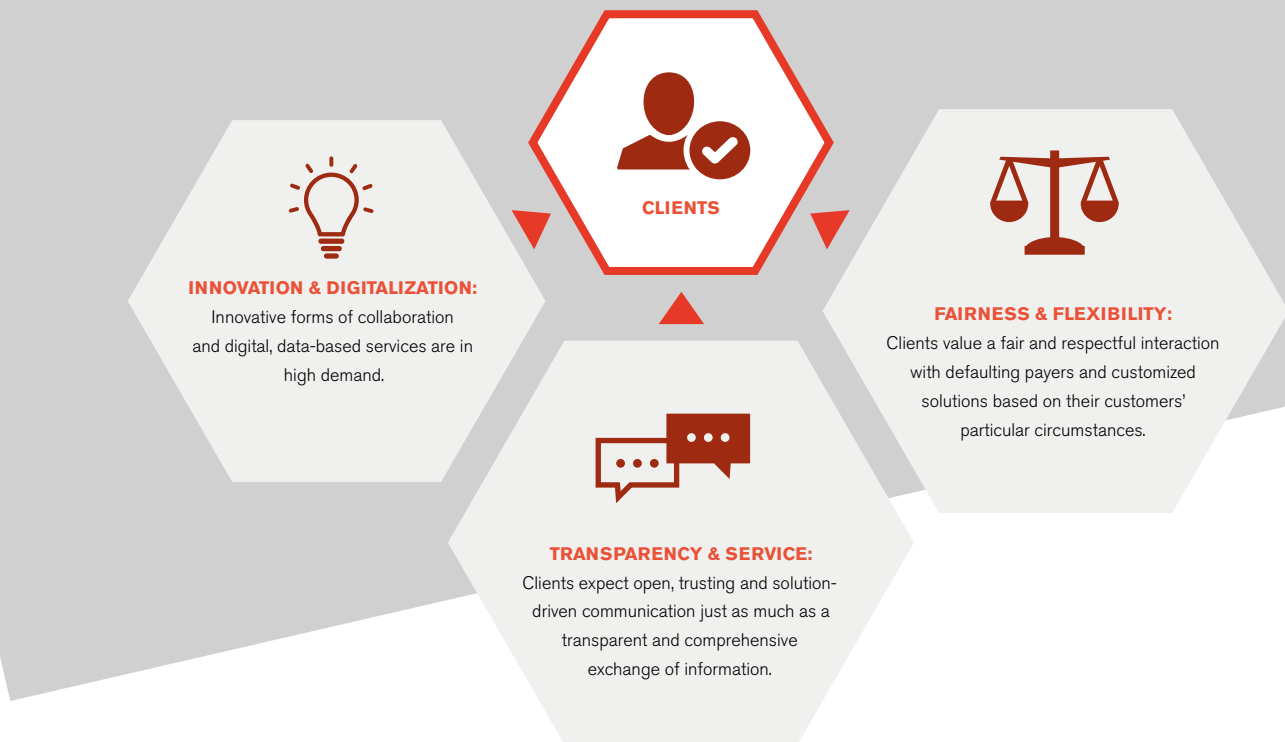 CLIENTS
INNOVATION & DIGITALIZATION:
Innovative forms of collaboration
and digital, data-based services are in
high demand.
FAIRNESS & FLEXIBILITY:
Clients value a fair and respectful interaction
with defaulting payers and customized
solutions based on their customers’
particular circumstances.
TRANSPARENCY & SERVICE:
Clients expect open, trusting and solution-
driven communication just as much as a
transparent and comprehensive
exchange of information.